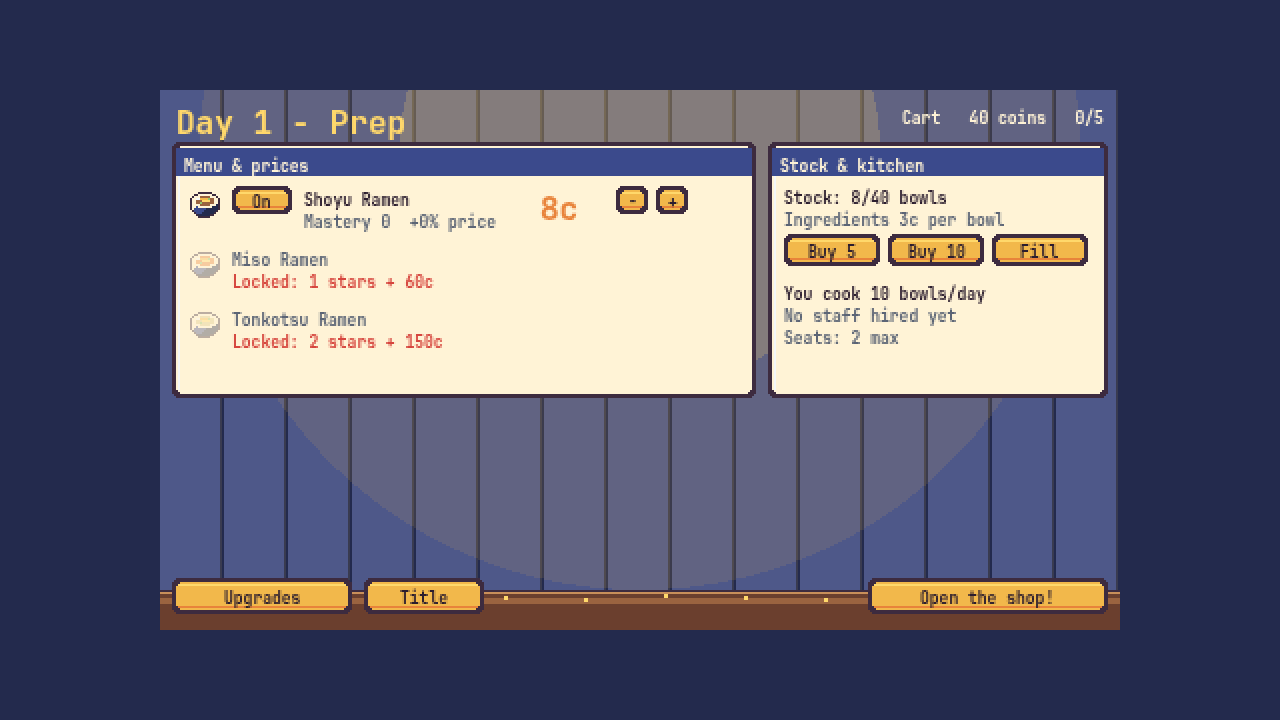 Day 1 - Prep
Cart 40 coins 0/5
Menu & prices
On
Shoyu Ramen
Mastery 0 +0% price
8c
-
+
Miso Ramen
Locked: 1 stars + 60c
Tonkotsu Ramen
Locked: 2 stars + 150c
Stock & kitchen
Stock: 8/40 bowls
Ingredients 3c per bowl
Buy 5
Buy 10
Fill
You cook 10 bowls/day
No staff hired yet
Seats: 2 max
Upgrades
Title
Open the shop!